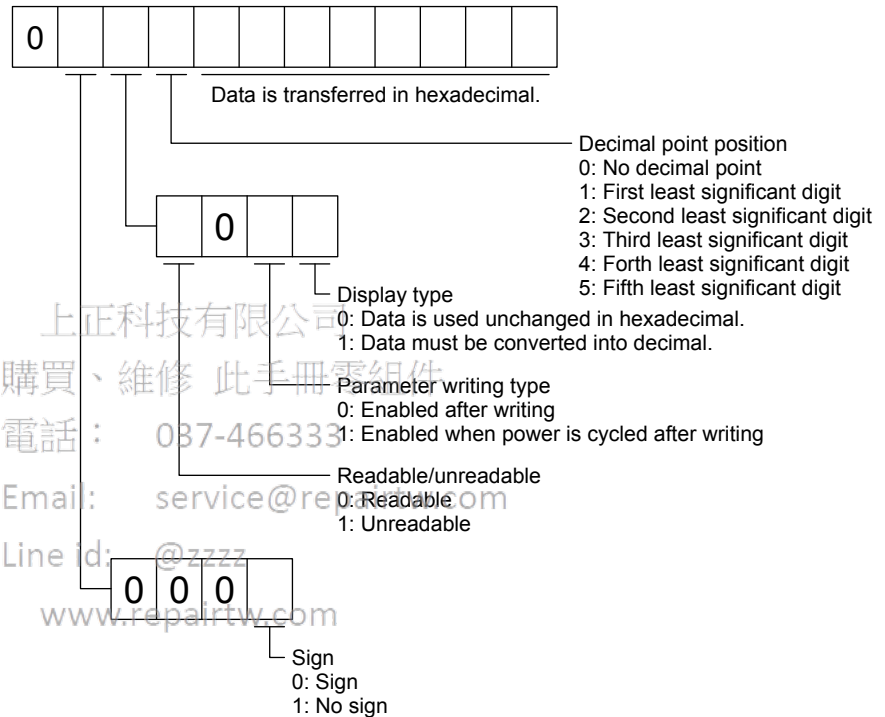 0
Data is transferred in hexadecimal.
Decimal point position
0: No decimal point
1: First least significant digit
2: Second least significant digit
3: Third least significant digit
4: Forth least significant digit
5: Fifth least significant digit
0
Display type
0: Data is used unchanged in hexadecimal.
1: Data must be converted into decimal.
Parameter writing type
0: Enabled after writing
1: Enabled when power is cycled after writing
Readable/unreadable
0: Readable
1: Unreadable
0 0 0
Sign
0: Sign
1: No sign
上正科技有限公司
購買、維修 此手冊零組件
電話： 037-466333
Email: service@repairtw.com
Line id: @zzzz
www.repairtw.com